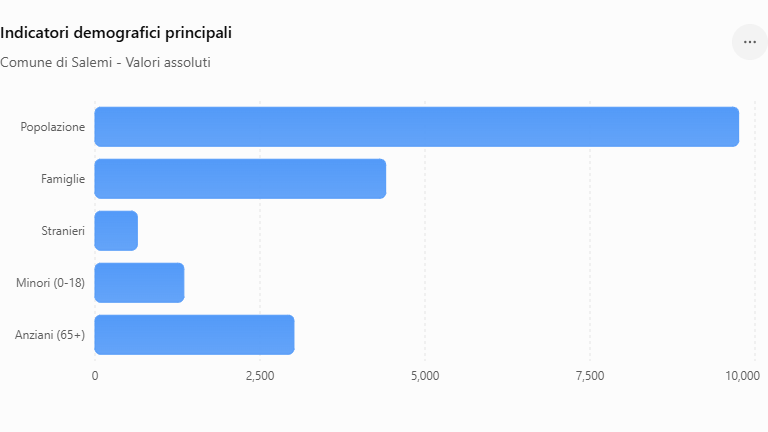 Indicatori demografici principali
Comune di Salemi - Valori assoluti
Popolazione
Famiglie
Stranieri
Minori (0-18)
Anziani (65+)
0 2,500 5,000 7,500 10,000